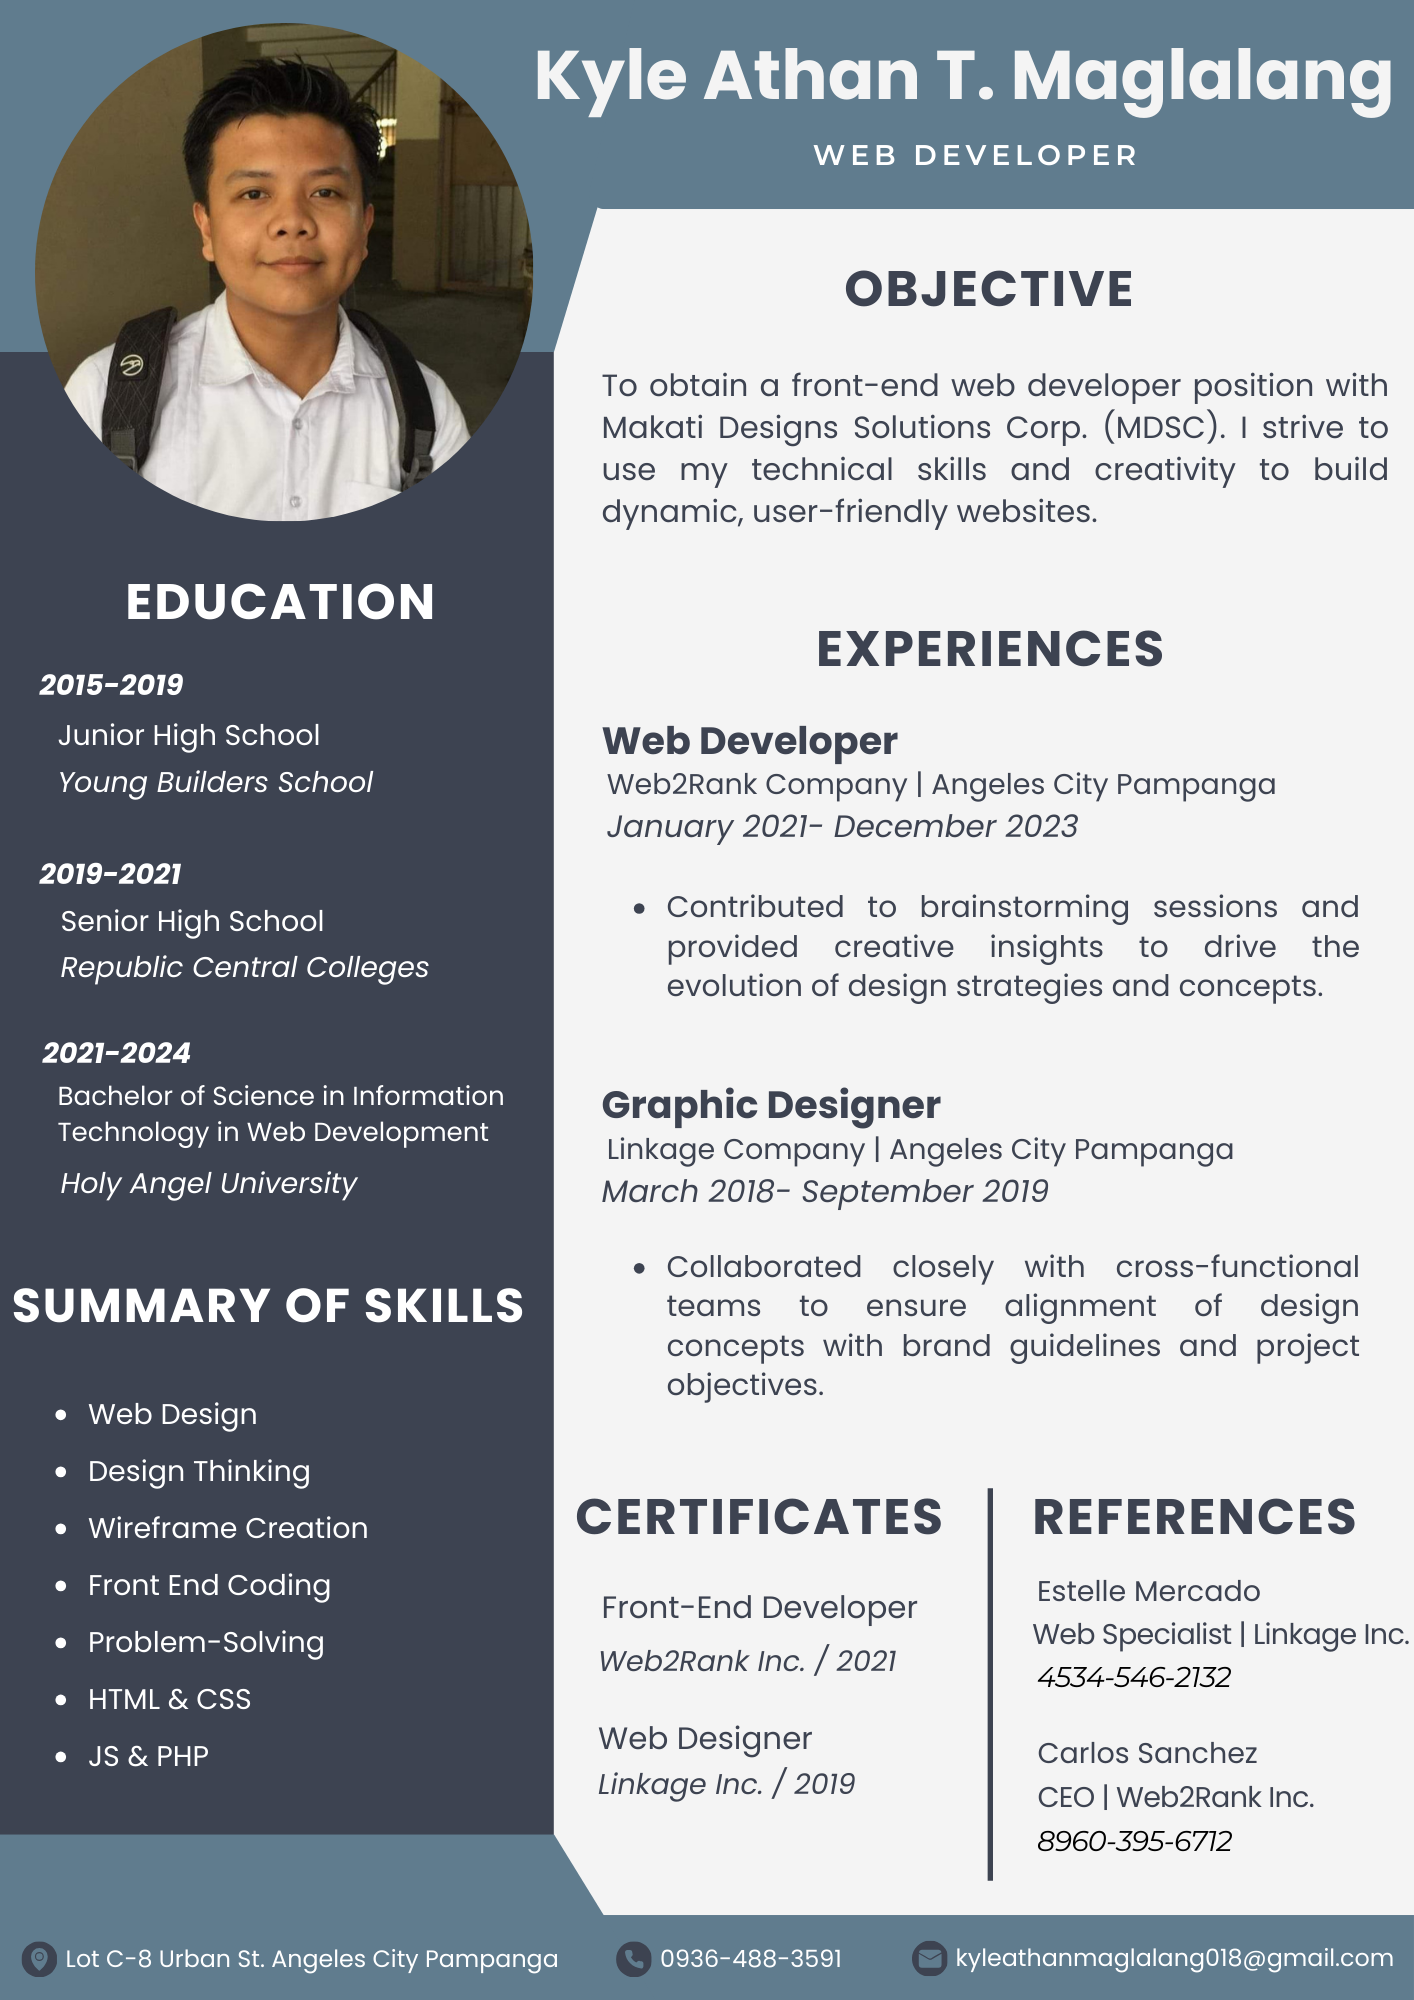 Kyle Athan T. Maglalang
WEB DEVELOPER
OBJECTIVE
To obtain a front-end web developer position with
Makati Designs Solutions Corp. (MDSC). I strive to
use my technical skills and creativity to build
dynamic, user-friendly websites.
EDUCATION
2015-2019
Junior High School
Young Builders School
2019-2021
Senior High School
Republic Central Colleges
2021-2024
Bachelor of Science in Information
Technology in Web Development
Holy Angel University
SUMMARY OF SKILLS
• Web Design
• Design Thinking
• Wireframe Creation
• Front End Coding
• Problem-Solving
• HTML & CSS
• JS & PHP
EXPERIENCES
Web Developer
Web2Rank Company | Angeles City Pampanga
January 2021- December 2023
• Contributed to brainstorming sessions and
provided creative insights to drive the
evolution of design strategies and concepts.
Graphic Designer
Linkage Company | Angeles City Pampanga
March 2018- September 2019
• Collaborated closely with cross-functional
teams to ensure alignment of design
concepts with brand guidelines and project
objectives.
CERTIFICATES
Front-End Developer
Web2Rank Inc. / 2021
Web Designer
Linkage Inc. / 2019
REFERENCES
Estelle Mercado
Web Specialist | Linkage Inc.
4534-546-2132
Carlos Sanchez
CEO | Web2Rank Inc.
8960-395-6712
Lot C-8 Urban St. Angeles City Pampanga
0936-488-3591
kyleathanmaglalang018@gmail.com